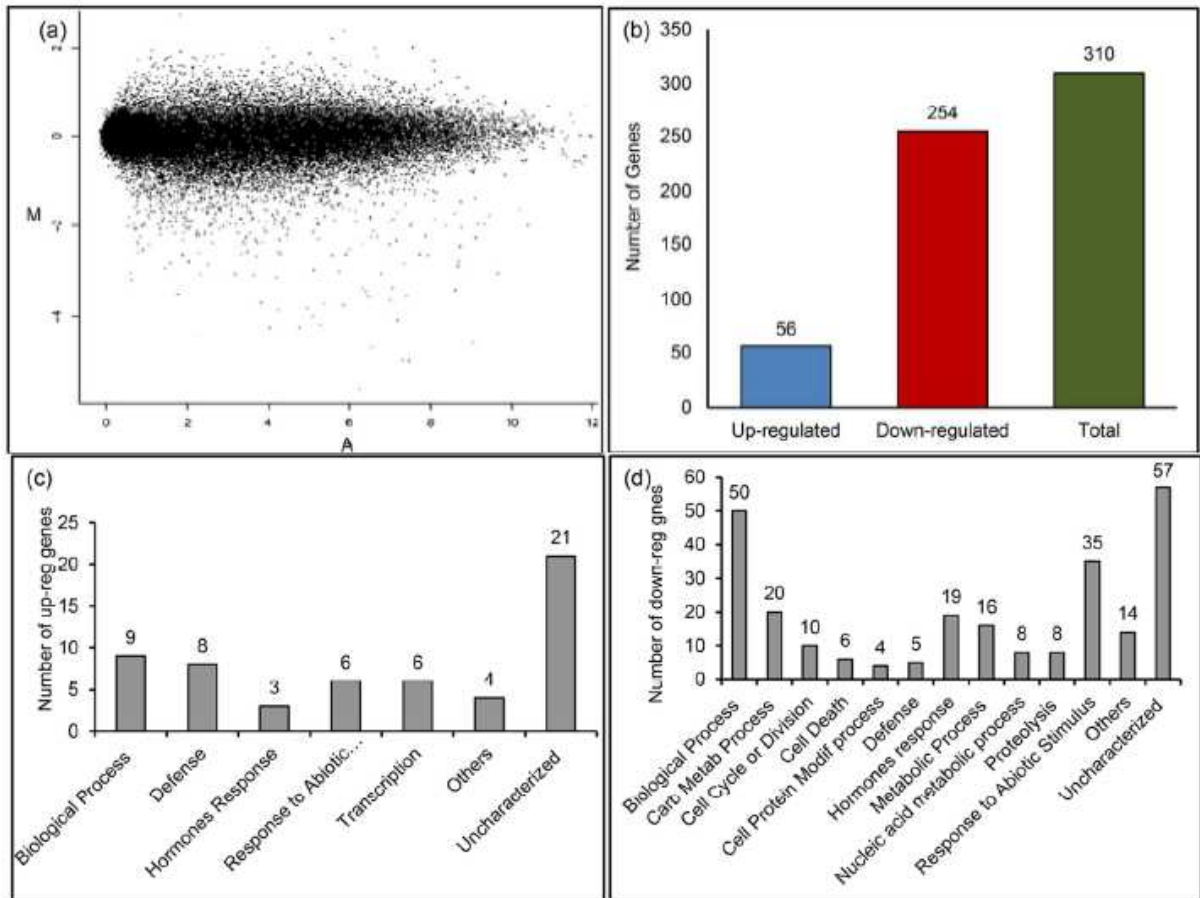 (a)
2
0
-2
-4
M
0 2 4 6 8 10 12
A
(b)
350
300
250
200
150
100
50
0
Number of Genes
56
254
310
Up-regulated Down-regulated Total
(c)
25
20
15
10
5
0
Number of up-reg genes
9
8
3
6
6
4
21
Biological Process
Defense
Hormones Response
Response to Abiotic...
Transcription
Others
Uncharacterized
(d)
60
50
40
30
20
10
0
Number of down-reg gnes
50
20
10
6
4
5
19
16
8
8
35
14
57
Biological Process
Carb Metab Process
Cell Cycle or Division
Cell Death
Cell Protein Modif process
Defense
Hormones response
Metabolic Process
Nucleic acid metabolic process
Proteolysis
Response to Abiotic Stimulus
Others
Uncharacterized